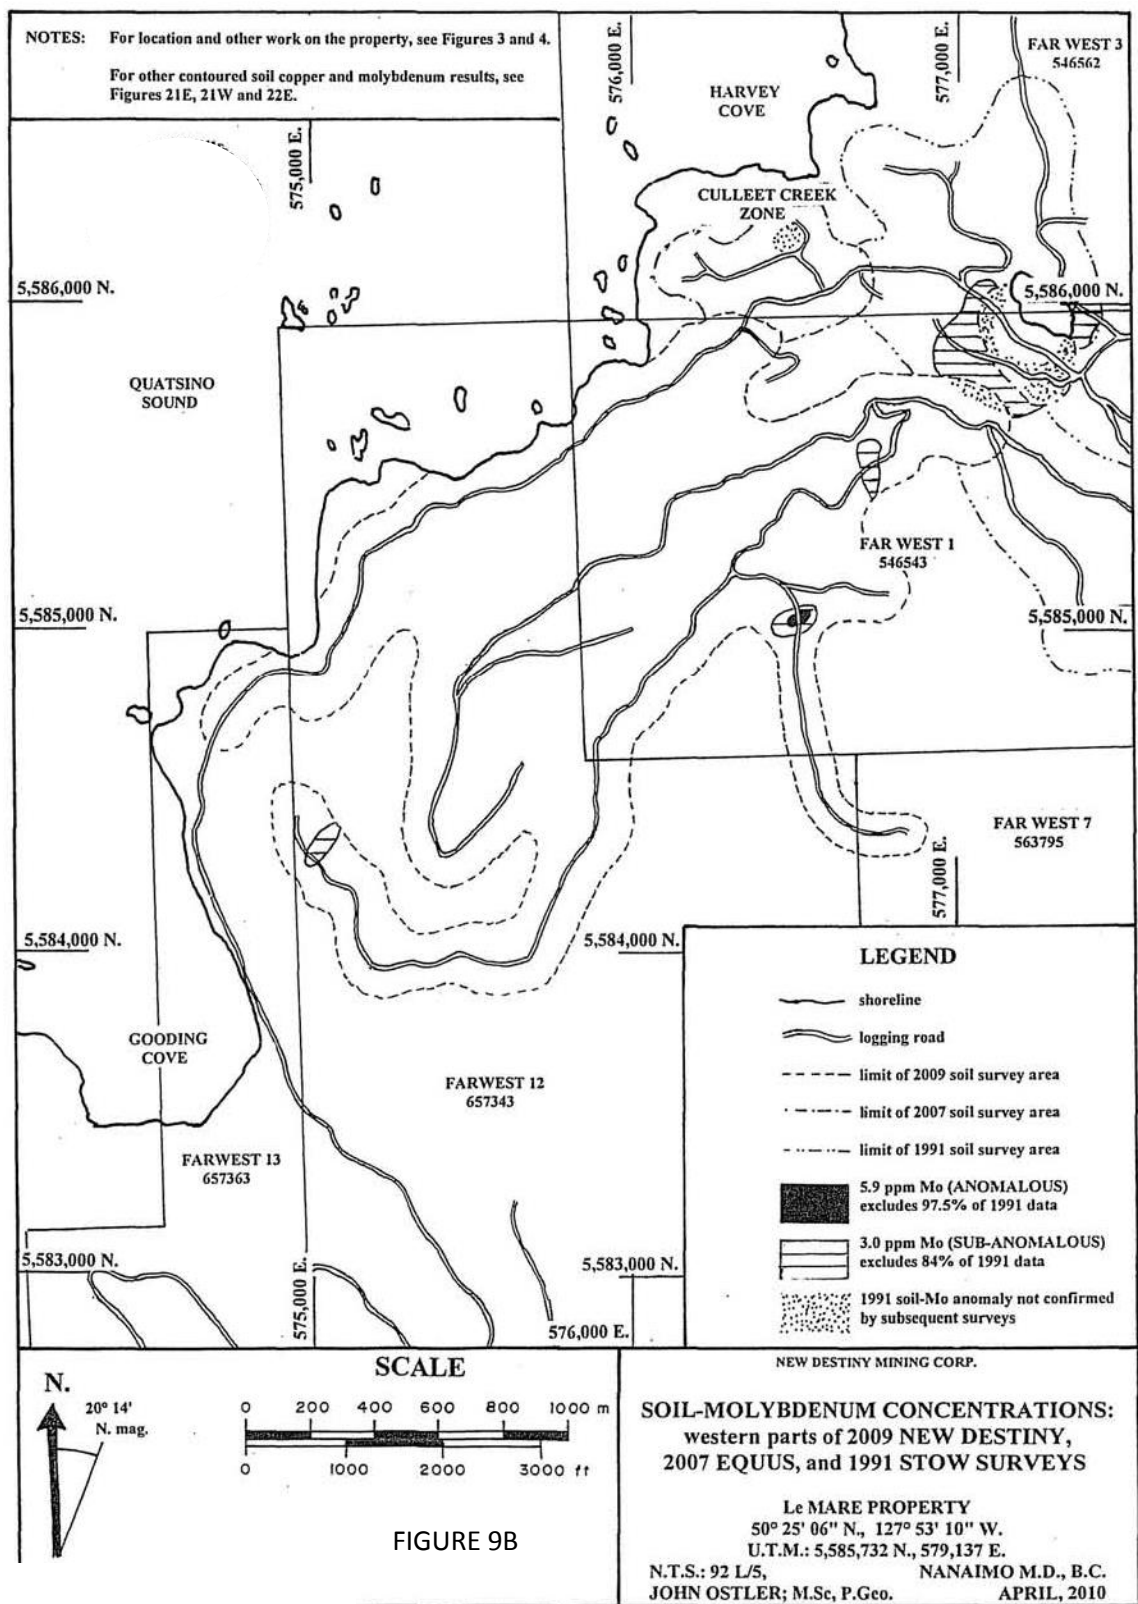 NOTES: For location and other work on the property, see Figures 3 and 4.
For other contoured soil copper and molybdenum results, see
Figures 21E, 21W and 22E.
576,000 E.
577,000 E.
FAR WEST 3
546562
HARVEY
COVE
575,000 E.
CULLEET CREEK
ZONE
5,586,000 N.
5,586,000 N.
QUATSINO
SOUND
FAR WEST 1
546543
5,585,000 N.
5,585,000 N.
FAR WEST 7
563795
577,000 E.
5,584,000 N.
5,584,000 N.
GOODING
COVE
FARWEST 12
657343
FARWEST 13
657363
5,583,000 N.
5,583,000 N.
575,000 E.
576,000 E.
LEGEND
shoreline
logging road
limit of 2009 soil survey area
limit of 2007 soil survey area
limit of 1991 soil survey area
5.9 ppm Mo (ANOMALOUS)
excludes 97.5% of 1991 data
3.0 ppm Mo (SUB-ANOMALOUS)
excludes 84% of 1991 data
1991 soil-Mo anomaly not confirmed
by subsequent surveys
N.
20° 14'
N. mag.
SCALE
0 200 400 600 800 1000 m
0 1000 2000 3000 ft
FIGURE 9B
NEW DESTINY MINING CORP.
SOIL-MOLYBDENUM CONCENTRATIONS:
western parts of 2009 NEW DESTINY,
2007 EQUUS, and 1991 STOW SURVEYS
Le MARE PROPERTY
50° 25' 06" N., 127° 53' 10" W.
U.T.M.: 5,585,732 N., 579,137 E.
N.T.S.: 92 L/5, NANAIMO M.D., B.C.
JOHN OSTLER; M.Sc, P.Geo. APRIL, 2010